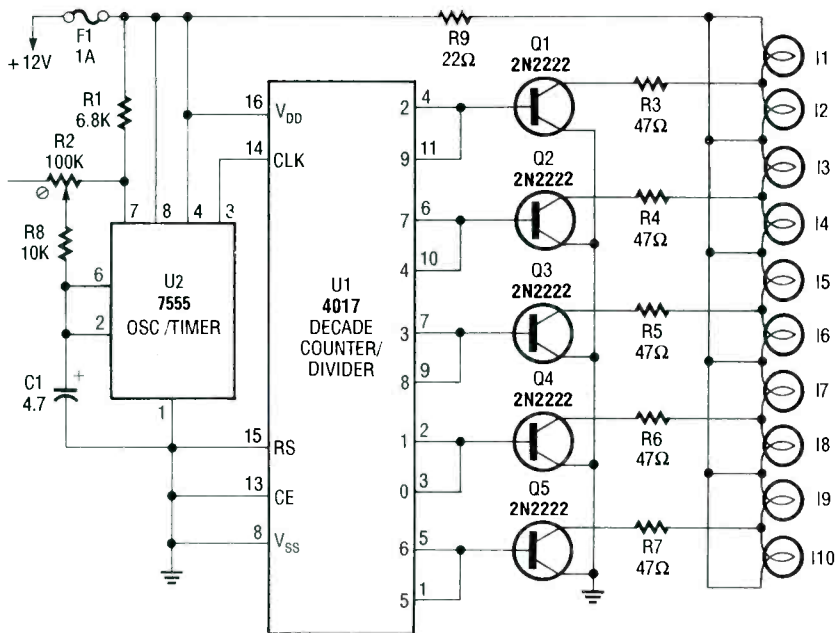 F1
1A
+12V
R1
6.8K
R2
100K
R8
10K
C1
4.7
+
7
8
4
3
6
2
1
U2
7555
OSC/TIMER
16
V_DD
14
CLK
15
RS
13
CE
8
V_SS
U1
4017
DECADE
COUNTER/
DIVIDER
2
4
9
11
7
6
4
10
3
7
8
9
1
2
0
3
6
5
5
1
R9
22Ω
Q1
2N2222
Q2
2N2222
Q3
2N2222
Q4
2N2222
Q5
2N2222
R3
47Ω
R4
47Ω
R5
47Ω
R6
47Ω
R7
47Ω
I1
I2
I3
I4
I5
I6
I7
I8
I9
I10